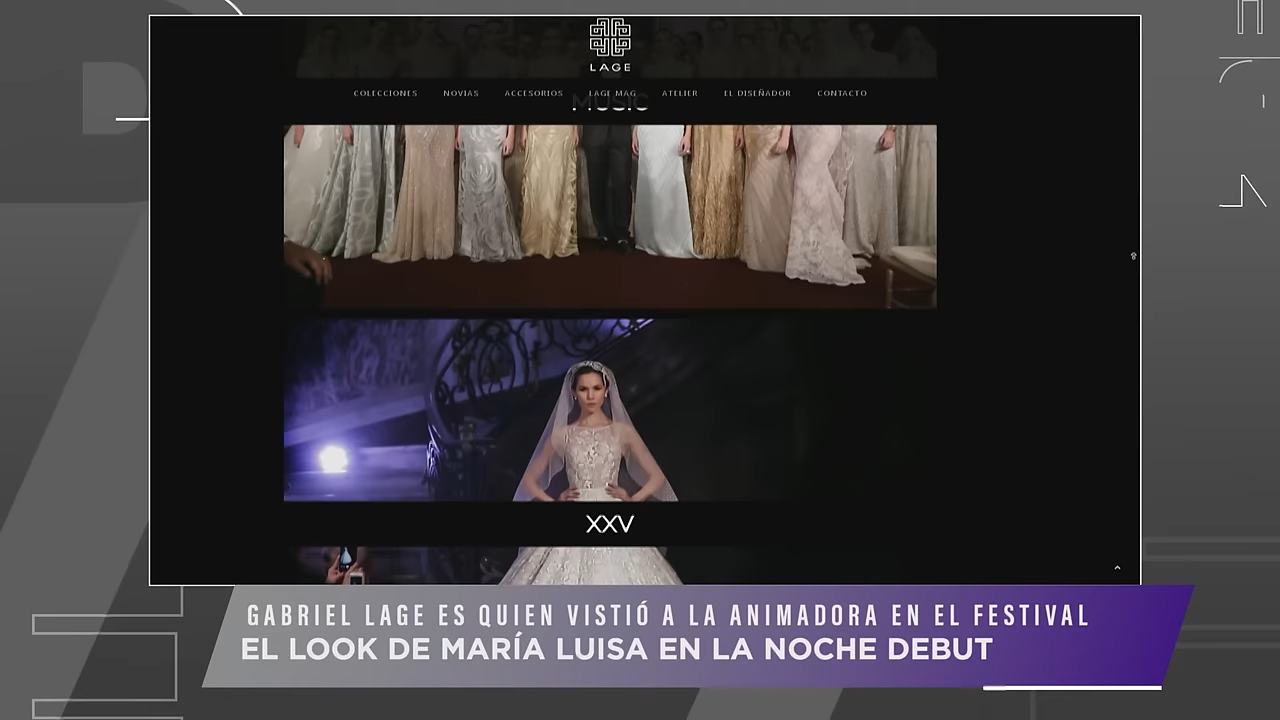 LAGE
COLECCIONES NOVIAS ACCESORIOS LAGE MAG ATELIER EL DISEÑADOR CONTACTO
MUSIC
XXV
GABRIEL LAGE ES QUIEN VISTIÓ A LA ANIMADORA EN EL FESTIVAL
EL LOOK DE MARÍA LUISA EN LA NOCHE DEBUT